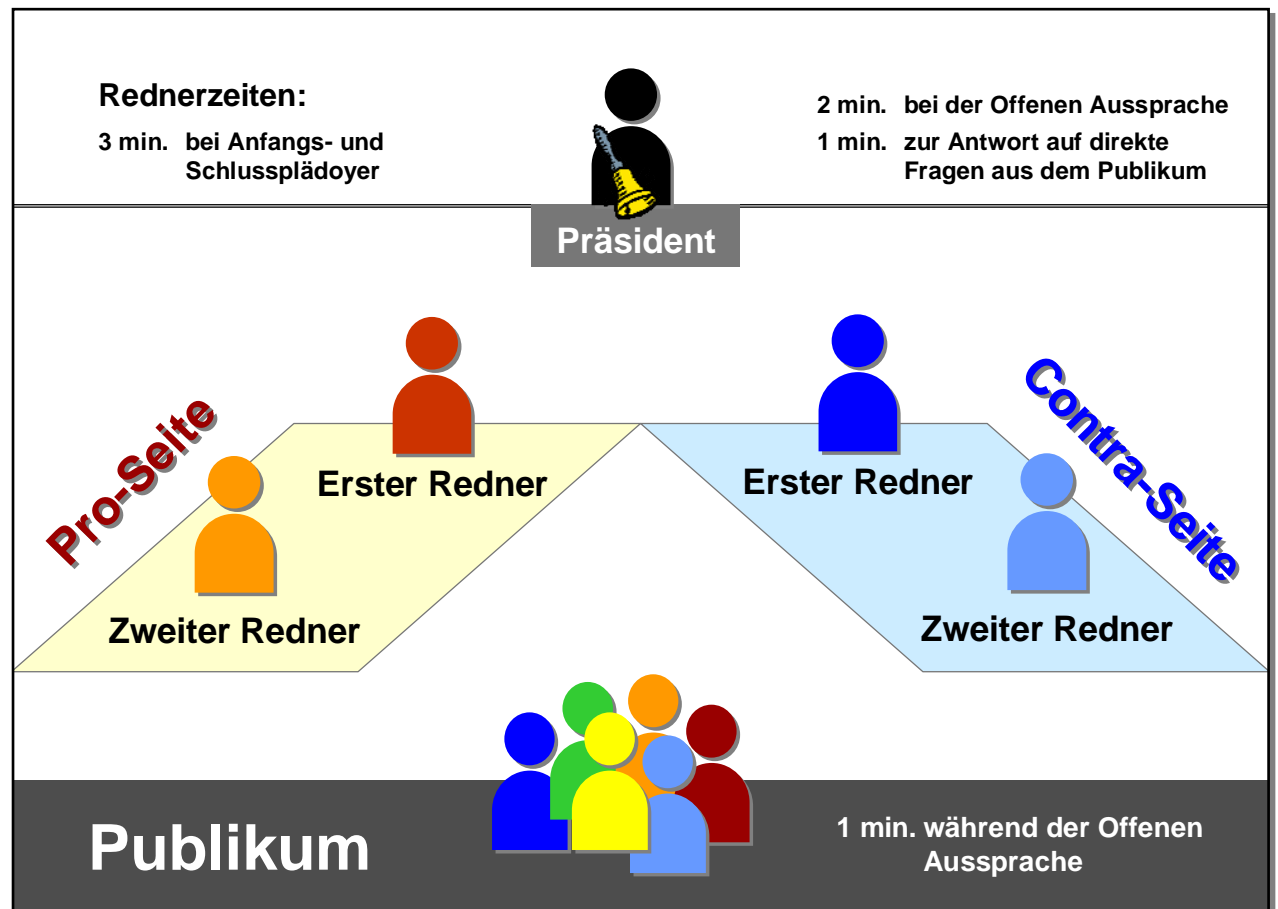 Rednerzeiten:
3 min. bei Anfangs- und
Schlussplädoyer
2 min. bei der Offenen Aussprache
1 min. zur Antwort auf direkte
Fragen aus dem Publikum
Präsident
Pro-Seite
Contra-Seite
Erster Redner
Erster Redner
Zweiter Redner
Zweiter Redner
Publikum
1 min. während der Offenen
Aussprache